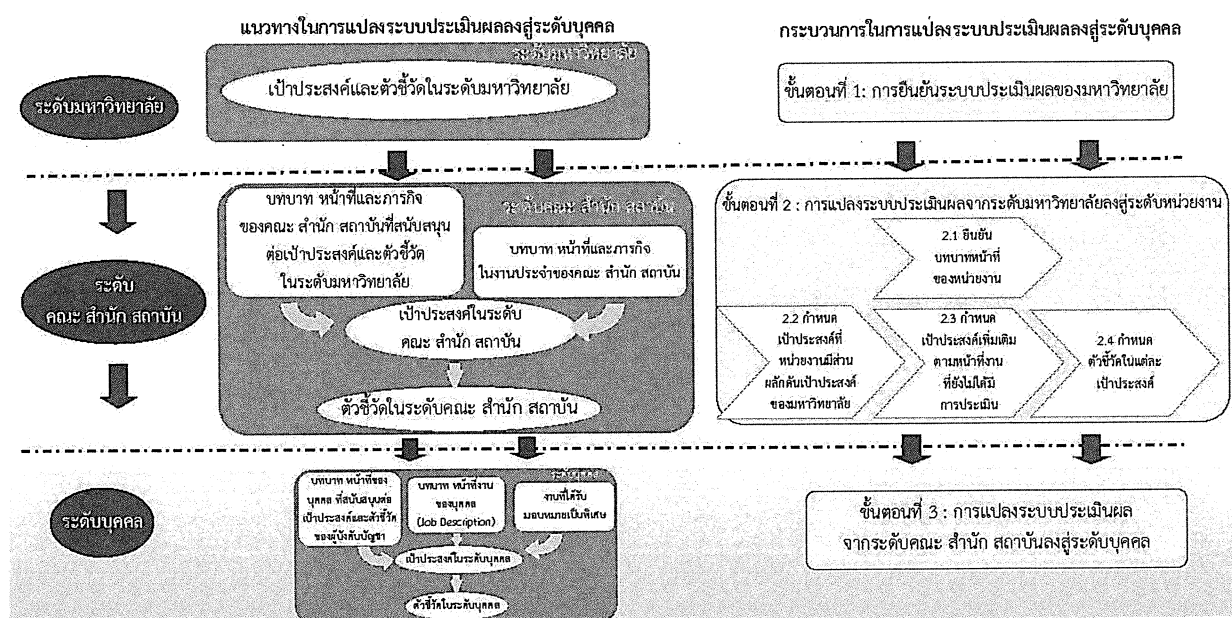 แนวทางในการแปลงระบบประเมินผลลงสู่ระดับบุคคล
กระบวนการในการแปลงระบบประเมินผลลงสู่ระดับบุคคล
ระดับมหาวิทยาลัย
ระดับมหาวิทยาลัย
เป้าประสงค์และตัวชี้วัดในระดับมหาวิทยาลัย
ขั้นตอนที่ 1: การยืนยันระบบประเมินผลของมหาวิทยาลัย
ระดับ
คณะ สำนัก สถาบัน
ระดับคณะ สำนัก สถาบัน
บทบาท หน้าที่และภารกิจ
ของคณะ สำนัก สถาบันที่สนับสนุน
ต่อเป้าประสงค์และตัวชี้วัด
ในระดับมหาวิทยาลัย
บทบาท หน้าที่และภารกิจ
ในงานประจำของคณะ สำนัก สถาบัน
เป้าประสงค์ในระดับ
คณะ สำนัก สถาบัน
ตัวชี้วัดในระดับคณะ สำนัก สถาบัน
ขั้นตอนที่ 2 : การแปลงระบบประเมินผลจากระดับมหาวิทยาลัยลงสู่ระดับหน่วยงาน
2.1 ยืนยัน
บทบาทหน้าที่
ของหน่วยงาน
2.2 กำหนด
เป้าประสงค์ที่
หน่วยงานมีส่วน
ผลักดันเป้าประสงค์
ของมหาวิทยาลัย
2.3 กำหนด
เป้าประสงค์เพิ่มเติม
ตามหน้าที่งาน
ที่ยังไม่ได้มี
การประเมิน
2.4 กำหนด
ตัวชี้วัดในแต่ละ
เป้าประสงค์
ระดับบุคคล
ระดับบุคคล
บทบาท หน้าที่ของ
บุคคล ที่สนับสนุนต่อ
เป้าประสงค์และตัวชี้วัด
ของผู้บังคับบัญชา
บทบาท หน้าที่งาน
ของบุคคล
(Job Description)
งานที่ได้รับ
มอบหมายเป็นพิเศษ
เป้าประสงค์ในระดับบุคคล
ตัวชี้วัดในระดับบุคคล
ขั้นตอนที่ 3 : การแปลงระบบประเมินผล
จากระดับคณะ สำนัก สถาบันลงสู่ระดับบุคคล